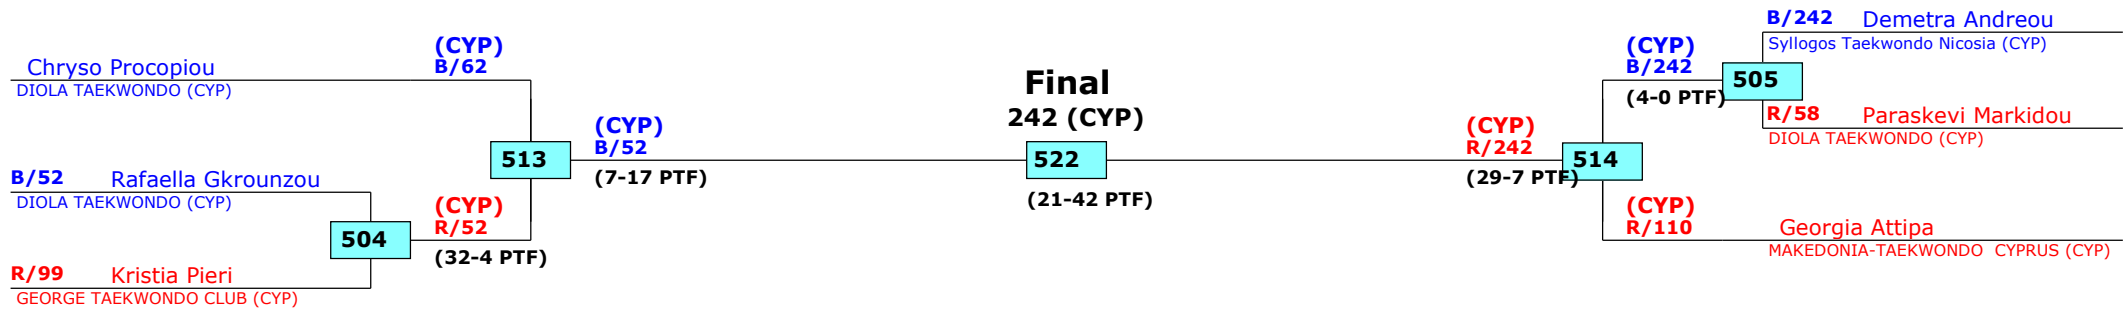 (CYP)
B/62
Chryso Procopiou
DIOLA TAEKWONDO (CYP)
513
(CYP)
B/52
(7-17 PTF)
B/52 Rafaella Gkrounzou
DIOLA TAEKWONDO (CYP)
504
(CYP)
R/52
(32-4 PTF)
R/99 Kristia Pieri
GEORGE TAEKWONDO CLUB (CYP)
Final
242 (CYP)
522
(21-42 PTF)
B/242 Demetra Andreou
Syllogos Taekwondo Nicosia (CYP)
(CYP)
B/242
(4-0 PTF)
505
R/58 Paraskevi Markidou
DIOLA TAEKWONDO (CYP)
(CYP)
R/242
(29-7 PTF)
514
(CYP)
R/110
Georgia Attipa
MAKEDONIA-TAEKWONDO CYPRUS (CYP)